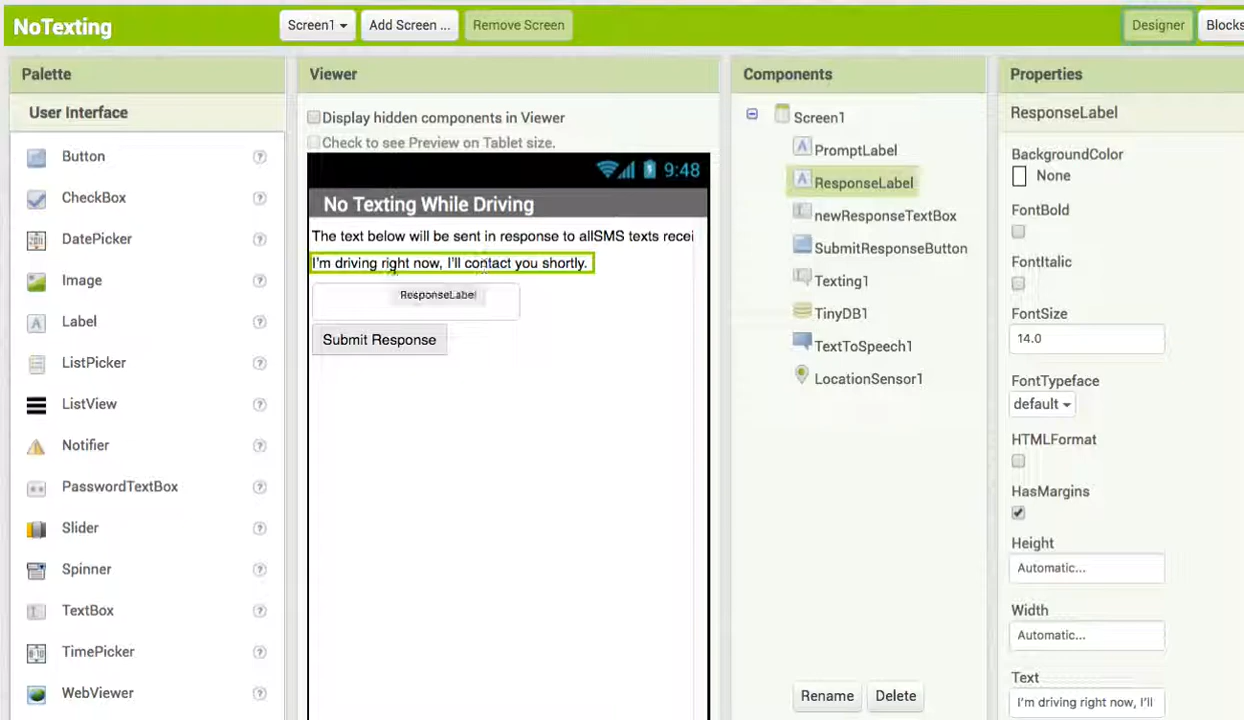 NoTexting
Screen1
Add Screen ...
Remove Screen
Designer
Blocks
Palette
User Interface
Button
CheckBox
DatePicker
Image
Label
ListPicker
ListView
Notifier
PasswordTextBox
Slider
Spinner
TextBox
TimePicker
WebViewer
Viewer
Display hidden components in Viewer
Check to see Preview on Tablet size.
9:48
No Texting While Driving
The text below will be sent in response to allSMS texts recei
I'm driving right now, I'll contact you shortly.
ResponseLabel
Submit Response
Components
Screen1
PromptLabel
ResponseLabel
newResponseTextBox
SubmitResponseButton
Texting1
TinyDB1
TextToSpeech1
LocationSensor1
Rename
Delete
Properties
ResponseLabel
BackgroundColor
None
FontBold
FontItalic
FontSize
14.0
FontTypeface
default
HTMLFormat
HasMargins
Height
Automatic...
Width
Automatic...
Text
I'm driving right now, I'll